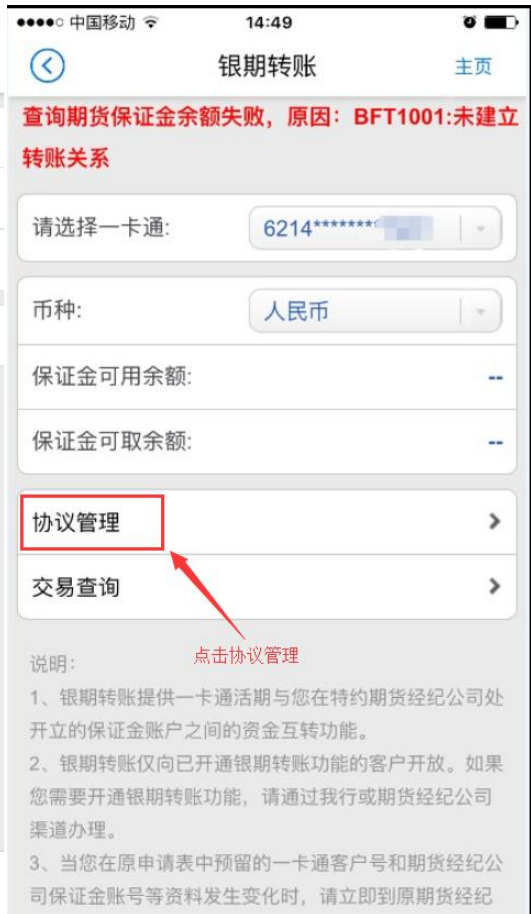 中国移动 14:49
银期转账 主页
查询期货保证金余额失败，原因：BFT1001:未建立
转账关系
请选择一卡通: 6214********
币种: 人民币
保证金可用余额: --
保证金可取余额: --
协议管理
交易查询
点击协议管理
说明：
1、银期转账提供一卡通活期与您在特约期货经纪公司处
开立的保证金账户之间的资金互转功能。
2、银期转账仅向已开通银期转账功能的客户开放。如果
您需要开通银期转账功能，请通过我行或期货经纪公司
渠道办理。
3、当您在原申请表中预留的一卡通客户号和期货经纪公
司保证金账号等资料发生变化时，请立即到原期货经纪